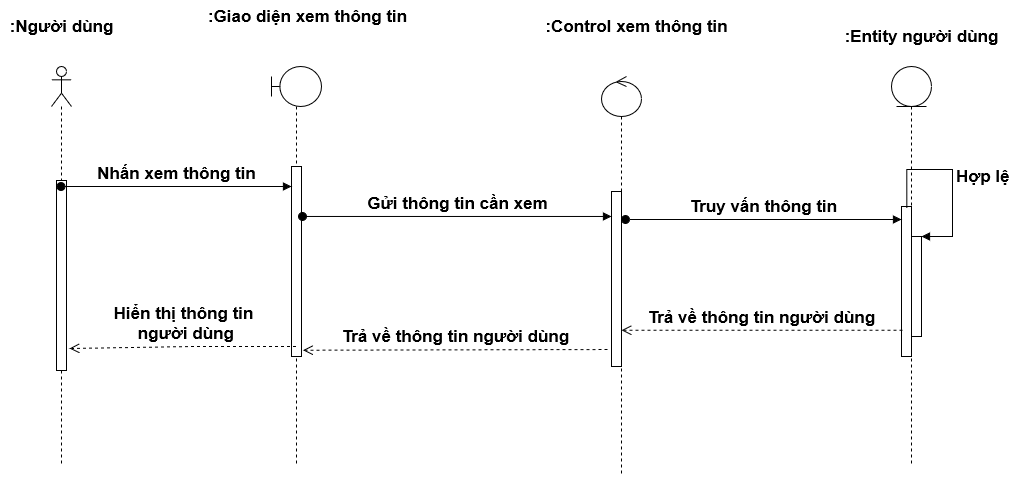 :Người dùng
:Giao diện xem thông tin
:Control xem thông tin
:Entity người dùng
Nhấn xem thông tin
Gửi thông tin cần xem
Truy vấn thông tin
Hợp lệ
Trả về thông tin người dùng
Trả về thông tin người dùng
Hiển thị thông tin
người dùng